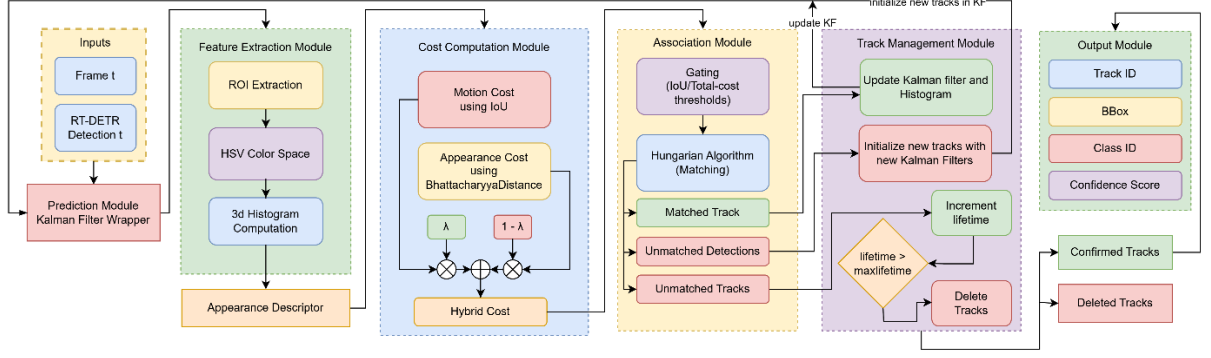 Initialize new tracks in KF
update KF
Inputs
Frame t
RT-DETR
Detection t
Prediction Module
Kalman Filter Wrapper
Feature Extraction Module
ROI Extraction
HSV Color Space
3d Histogram
Computation
Appearance Descriptor
Cost Computation Module
Motion Cost
using IoU
Appearance Cost
using
BhattacharyyaDistance
λ
1 - λ
Hybrid Cost
Association Module
Gating
(IoU/Total-cost
thresholds)
Hungarian Algorithm
(Matching)
Matched Track
Unmatched Detections
Unmatched Tracks
Track Management Module
Update Kalman filter and
Histogram
Initialize new tracks with
new Kalman Filters
Increment
lifetime
lifetime >
maxlifetime
Delete
Tracks
Output Module
Track ID
BBox
Class ID
Confidence Score
Confirmed Tracks
Deleted Tracks